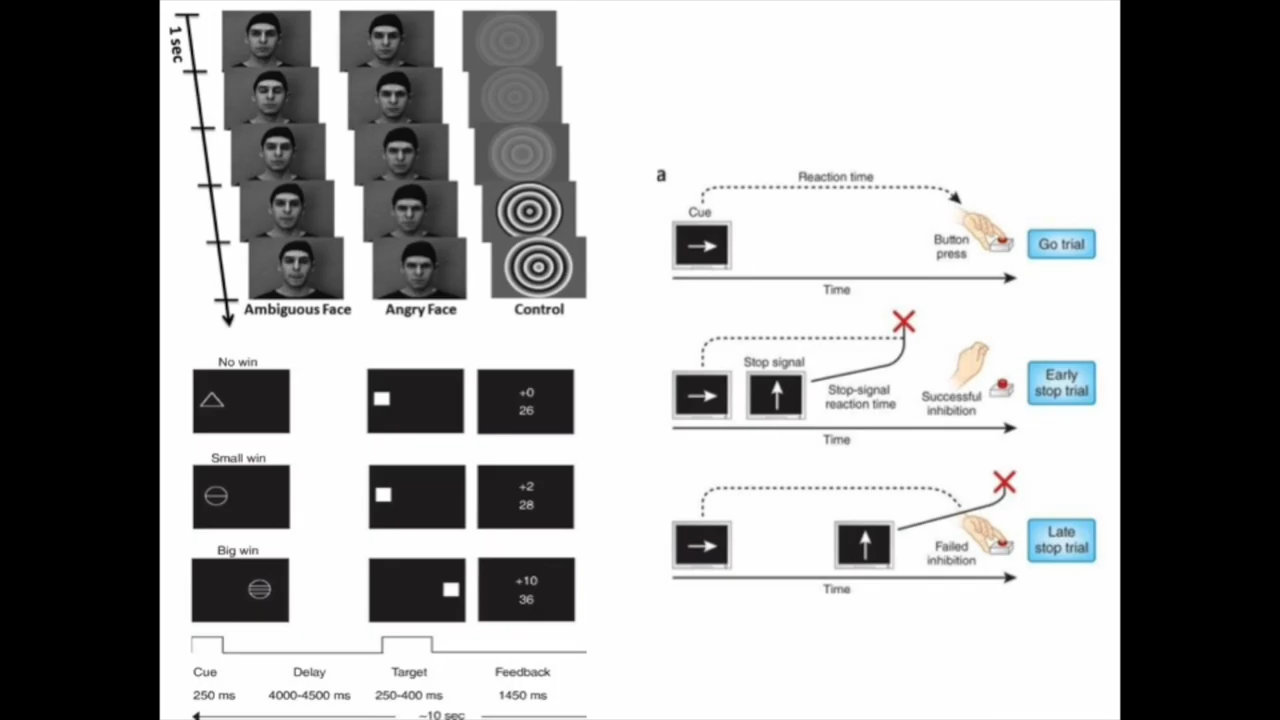 1 sec
Ambiguous Face
Angry Face
Control
No win
+0
26
Small win
+2
28
Big win
+10
36
Cue
Delay
Target
Feedback
250 ms
4000-4500 ms
250-400 ms
1450 ms
~10 sec
a
Reaction time
Cue
Button
press
Go trial
Time
Stop signal
Stop-signal
reaction time
Successful
inhibition
Early
stop trial
Time
Failed
inhibition
Late
stop trial
Time